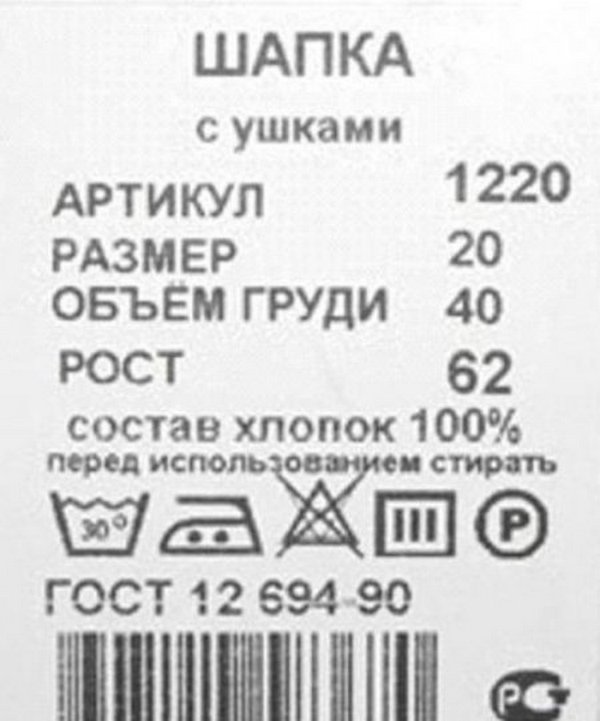 ШАПКА
с ушками
АРТИКУЛ 1220
РАЗМЕР 20
ОБЪЁМ ГРУДИ 40
РОСТ 62
состав хлопок 100%
перед использованием стирать
30°
P
ГОСТ 12 694-90
РС